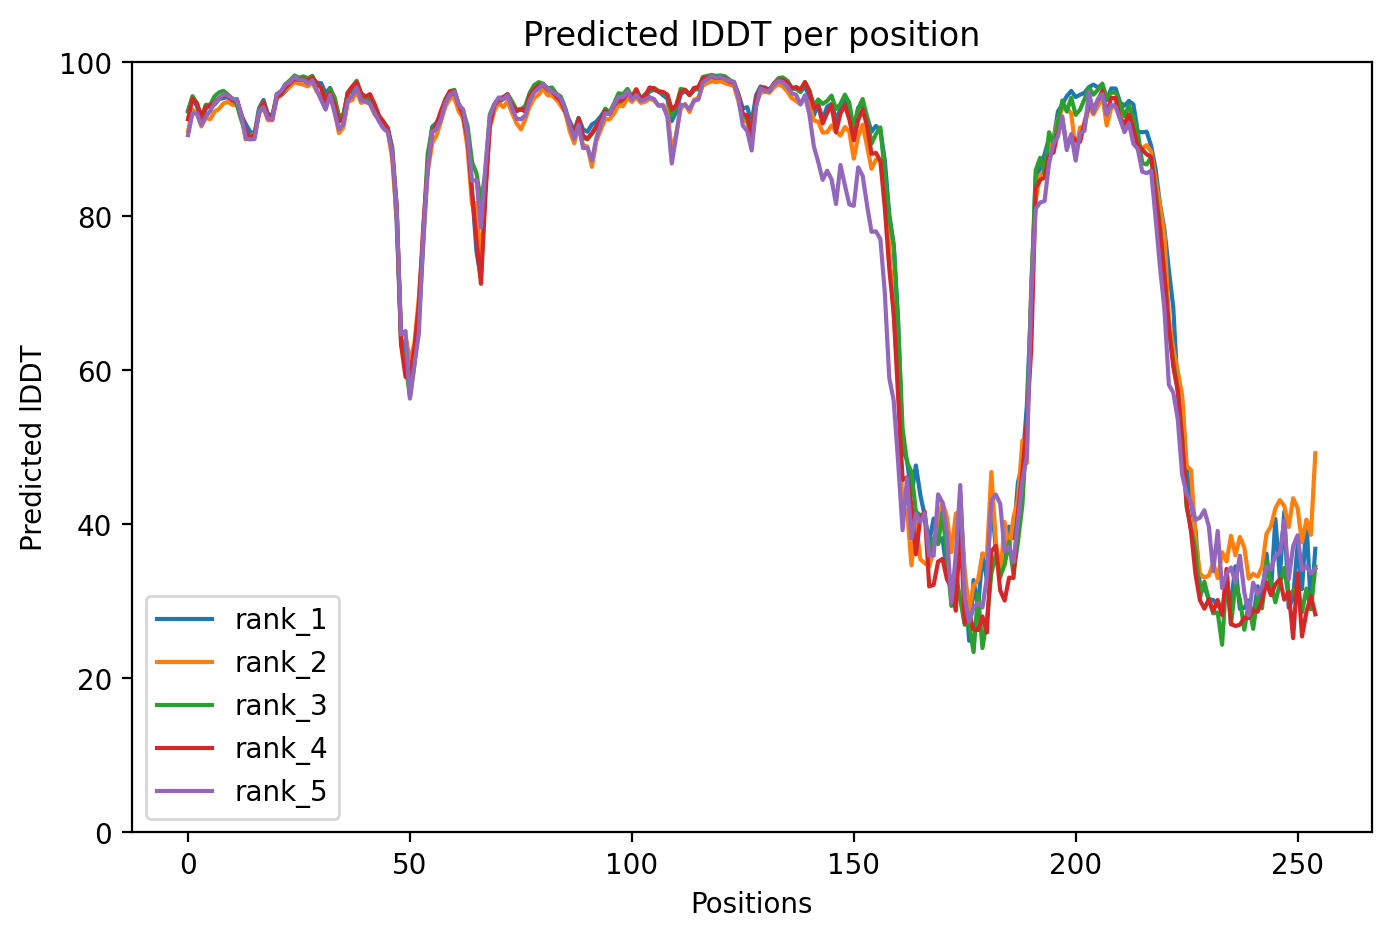 Predicted lDDT per position
100
80
60
40
20
0
Predicted lDDT
rank_1
rank_2
rank_3
rank_4
rank_5
0 50 100 150 200 250
Positions